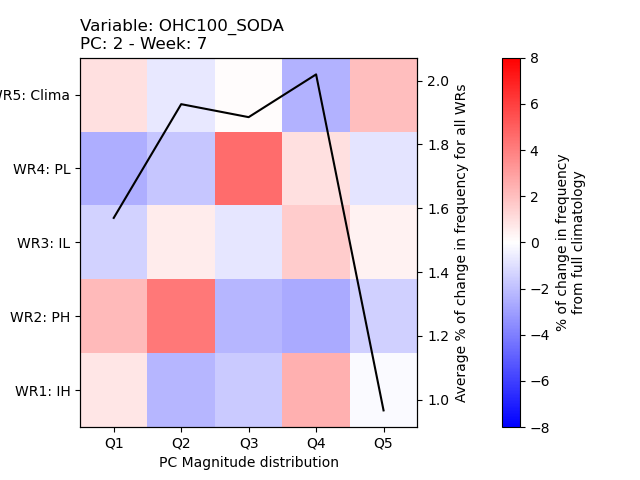 Variable: OHC100_SODA
PC: 2 - Week: 7
R5: Clima
WR4: PL
WR3: IL
WR2: PH
WR1: IH
Q1 Q2 Q3 Q4 Q5
PC Magnitude distribution
2.0
1.8
1.6
1.4
1.2
1.0
Average % of change in frequency for all WRs
8
6
4
2
0
−2
−4
−6
−8
% of change in frequency
from full climatology